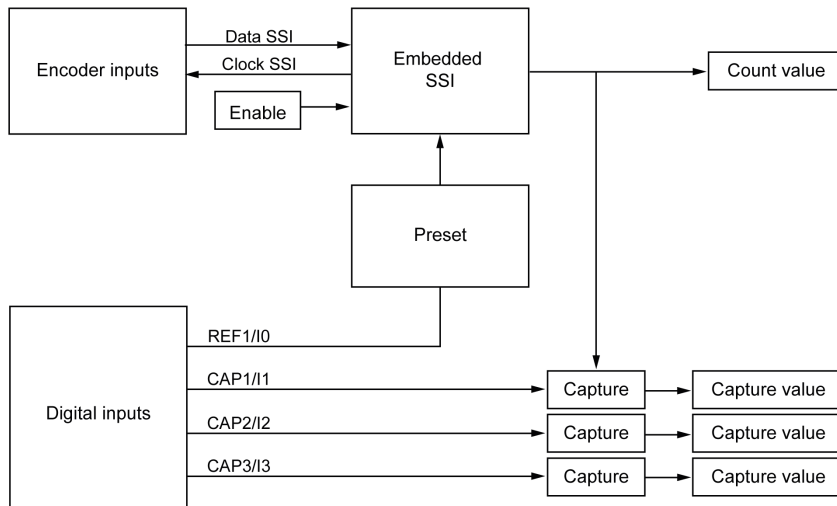 Encoder inputs
Data SSI
Clock SSI
Enable
Embedded
SSI
Count value
Preset
Digital inputs
REF1/I0
CAP1/I1
Capture
Capture value
CAP2/I2
Capture
Capture value
CAP3/I3
Capture
Capture value